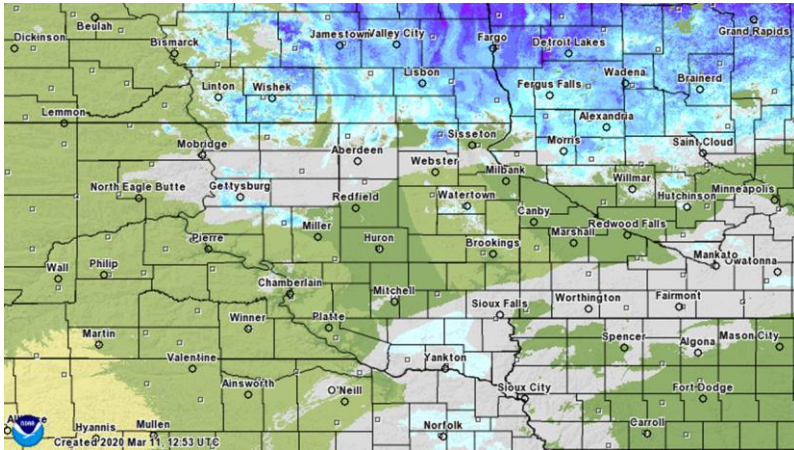 Beulah
Dickinson
Bismarck
Jamestown
Valley City
Fargo
Detroit Lakes
Grand Rapids
Linton
Wishek
Lisbon
Fergus Falls
Wadena
Brainerd
Lemmon
Alexandria
Mobridge
Aberdeen
Sisseton
Morris
Saint Cloud
North Eagle Butte
Gettysburg
Webster
Milbank
Willmar
Redfield
Watertown
Hutchinson
Minneapolis
Miller
Canby
Pierre
Huron
Brookings
Marshall
Redwood Falls
Wall
Philip
Mankato
Owatonna
Chamberlain
Mitchell
Sioux Falls
Worthington
Fairmont
Winner
Platte
Martin
Spencer
Algona
Mason City
Valentine
Yankton
Ainsworth
O'Neill
Sioux City
Fort Dodge
noaa
Hyannis
Mullen
Norfolk
Carroll
Created 2020 Mar 11, 12:53 UTC